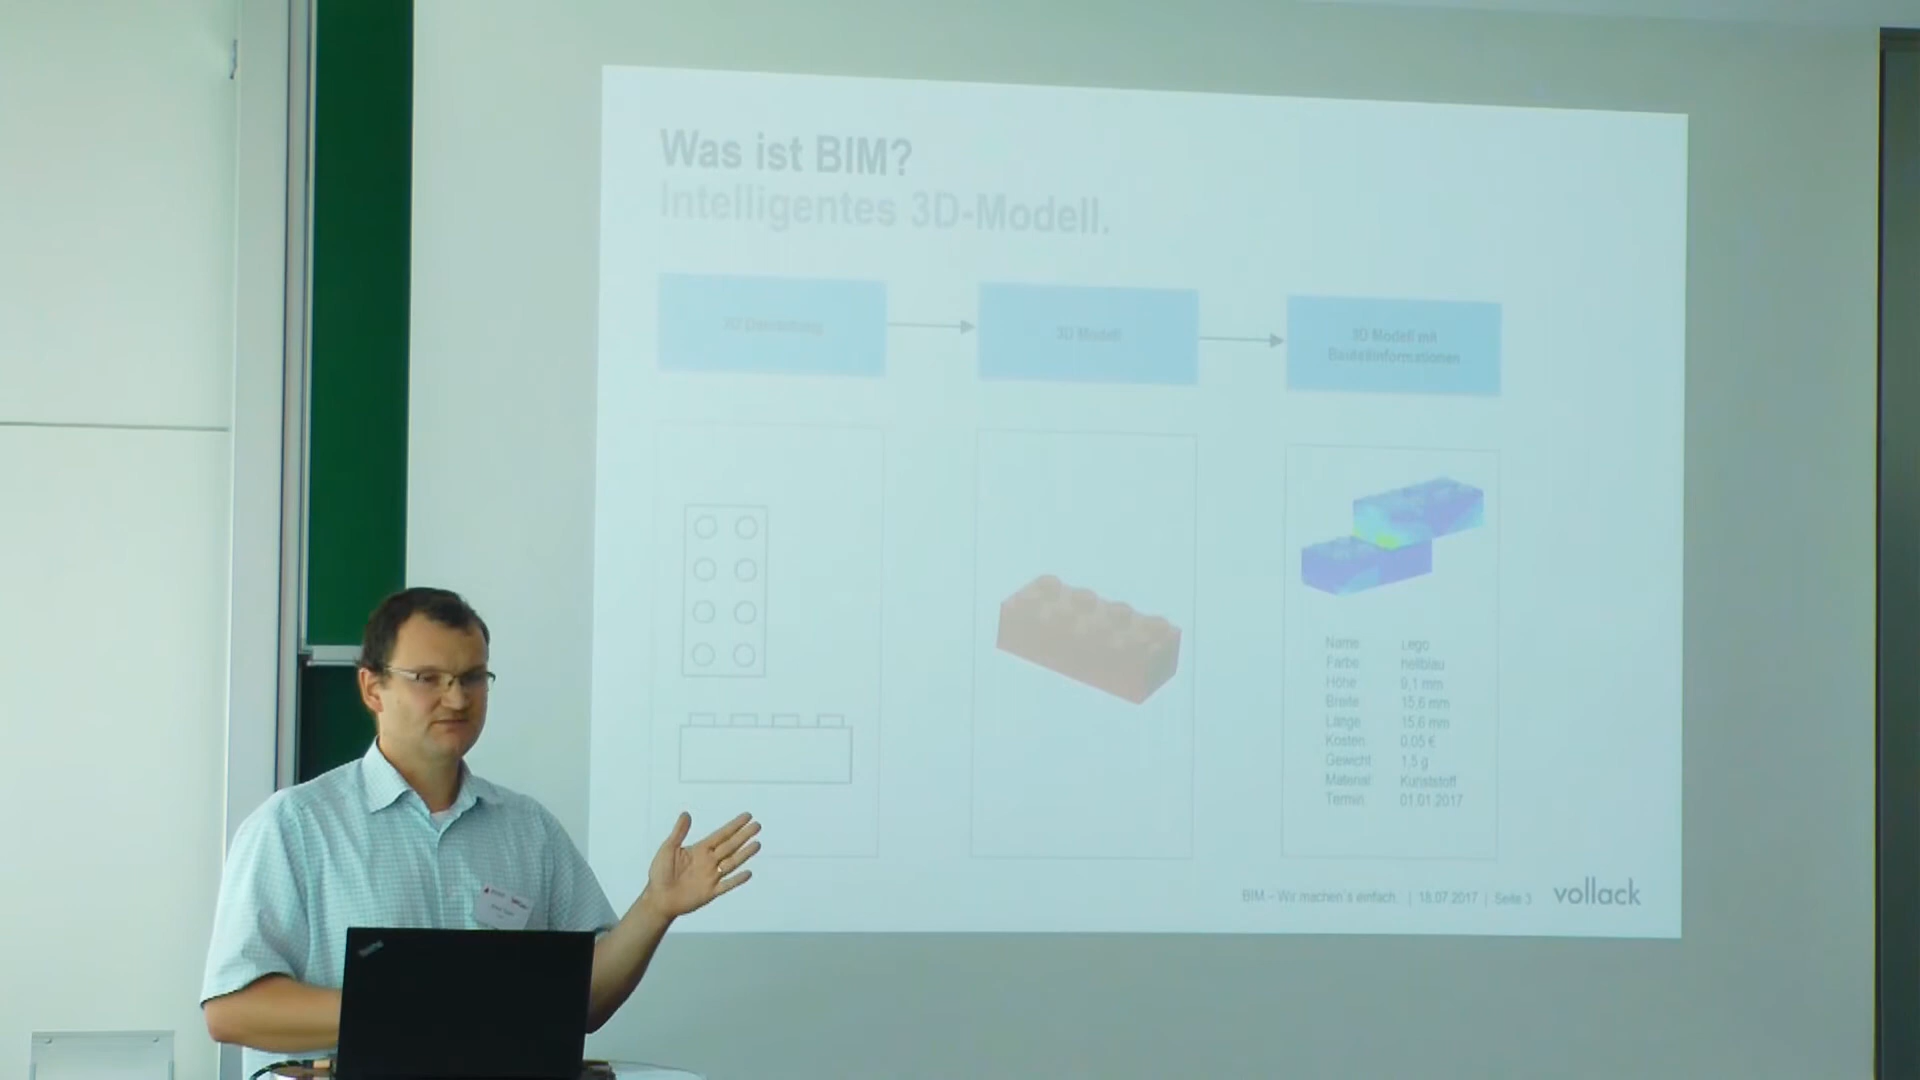 Was ist BIM?
Intelligentes 3D-Modell.
2D Darstellung
3D Modell
3D Modell mit
Bauteilinformationen
Name: Lego
Farbe: hellblau
Höhe: 9,1 mm
Breite: 15,6 mm
Länge: 15,6 mm
Kosten: 0,05 €
Gewicht: 1,5 g
Material: Kunststoff
Termin: 01.01.2017
BIM – Wir machen´s einfach. | 18.07.2017 | Seite 3
vollack